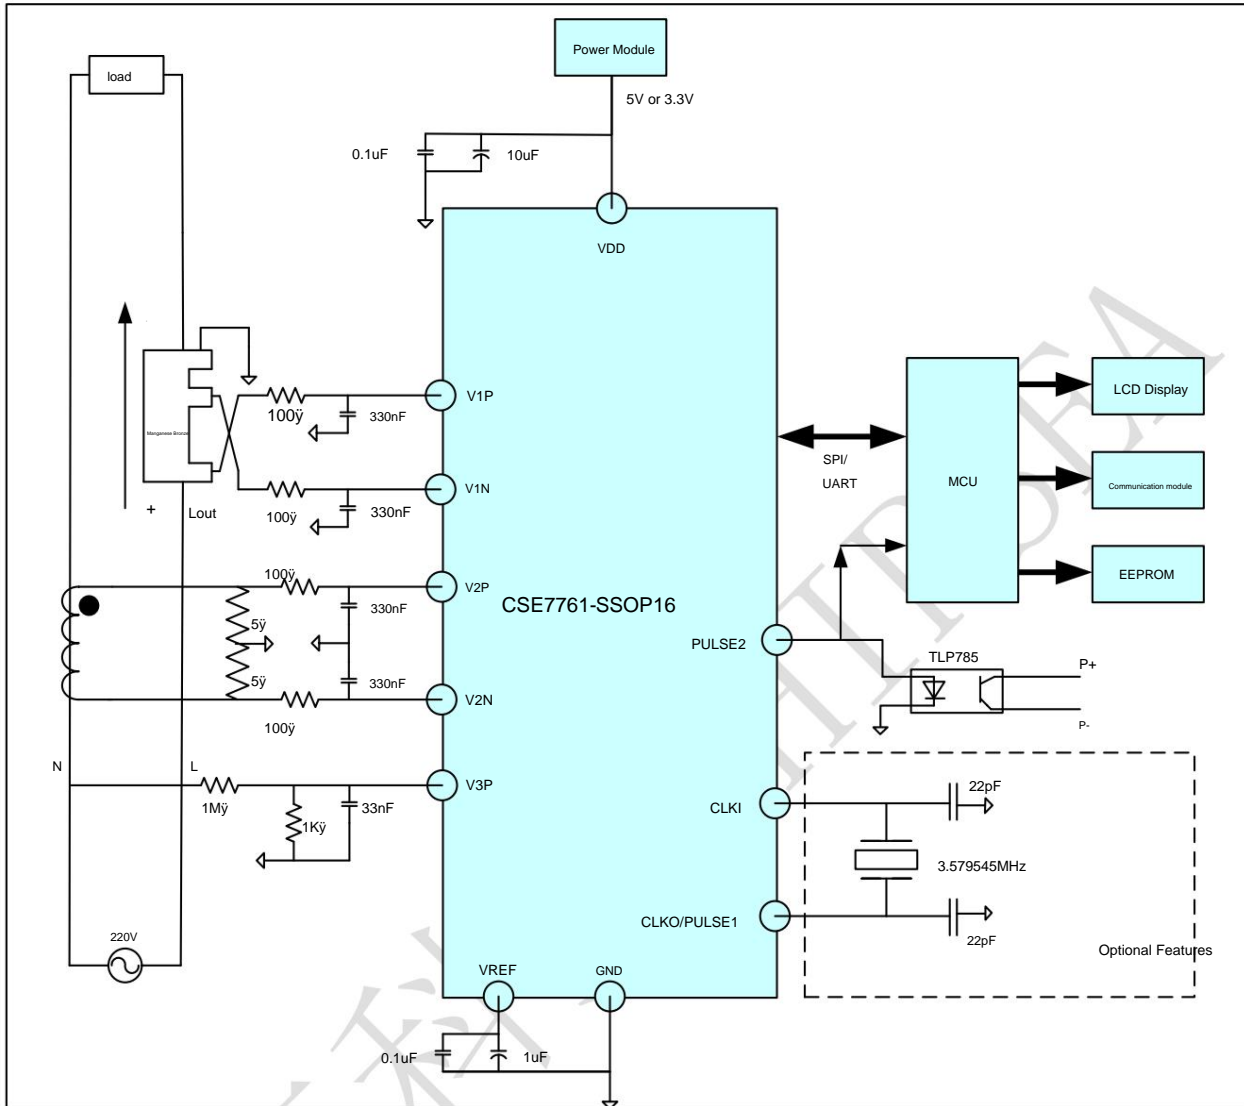 Power Module
load
5V or 3.3V
0.1uF
10uF
VDD
V1P
100ÿ
330nF
Manganese Bronze
LCD Display
SPI/
UART
MCU
Communication module
V1N
100ÿ
330nF
+
Lout
EEPROM
100ÿ
V2P
330nF
CSE7761-SSOP16
5ÿ
PULSE2
TLP785
P+
5ÿ
330nF
V2N
100ÿ
P-
N
L
V3P
1Mÿ
33nF
1Kÿ
CLKI
22pF
3.579545MHz
CLKO/PULSE1
22pF
Optional Features
220V
VREF
GND
0.1uF
1uF
科
HIPSEA